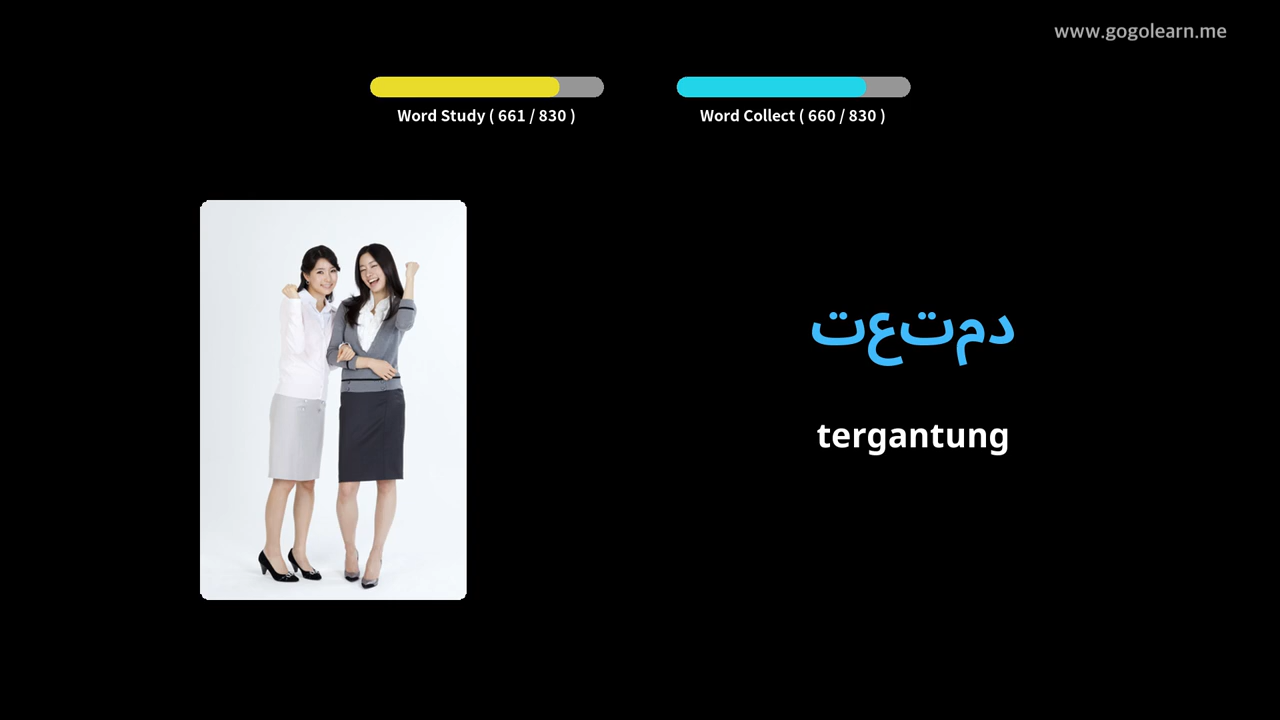 www.gogolearn.me
Word Study ( 661 / 830 )
Word Collect ( 660 / 830 )
تعتمد
tergantung